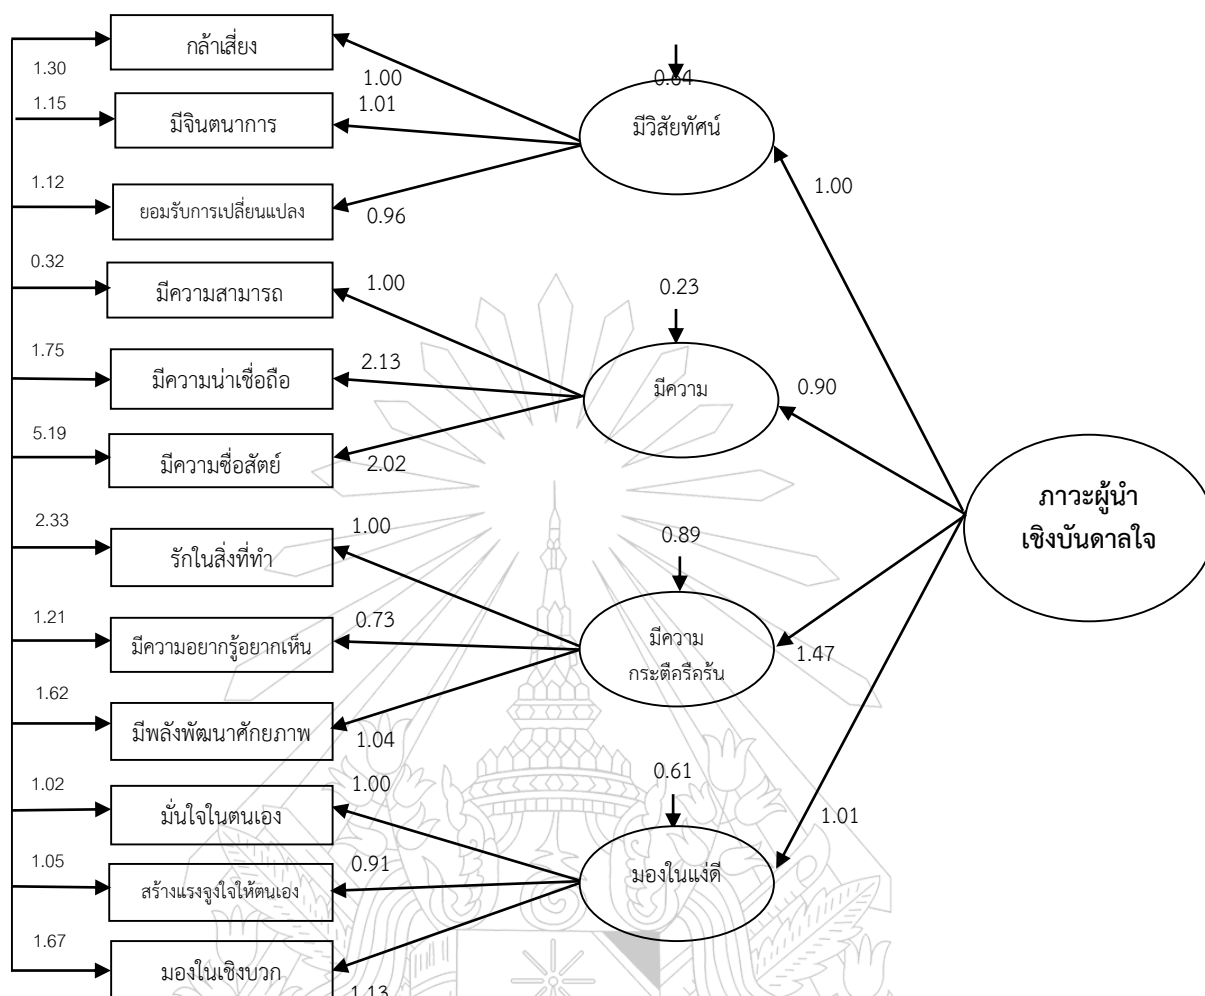 กล้าเสี่ยง
1.30
1.00
0.64
1.15
มีจินตนาการ
1.01
มีวิสัยทัศน์
1.12
ยอมรับการเปลี่ยนแปลง
0.96
1.00
0.32
มีความสามารถ
1.00
0.23
1.75
มีความน่าเชื่อถือ
2.13
มีความ
0.90
5.19
มีความซื่อสัตย์
2.02
ภาวะผู้นำ
เชิงบันดาลใจ
2.33
รักในสิ่งที่ทำ
1.00
0.89
1.21
มีความอยากรู้อยากเห็น
0.73
มีความ
กระตือรือร้น
1.47
1.62
มีพลังพัฒนาศักยภาพ
1.04
1.02
มั่นใจในตนเอง
1.00
0.61
1.01
1.05
สร้างแรงจูงใจให้ตนเอง
0.91
มองในแง่ดี
1.67
มองในเชิงบวก
1.13